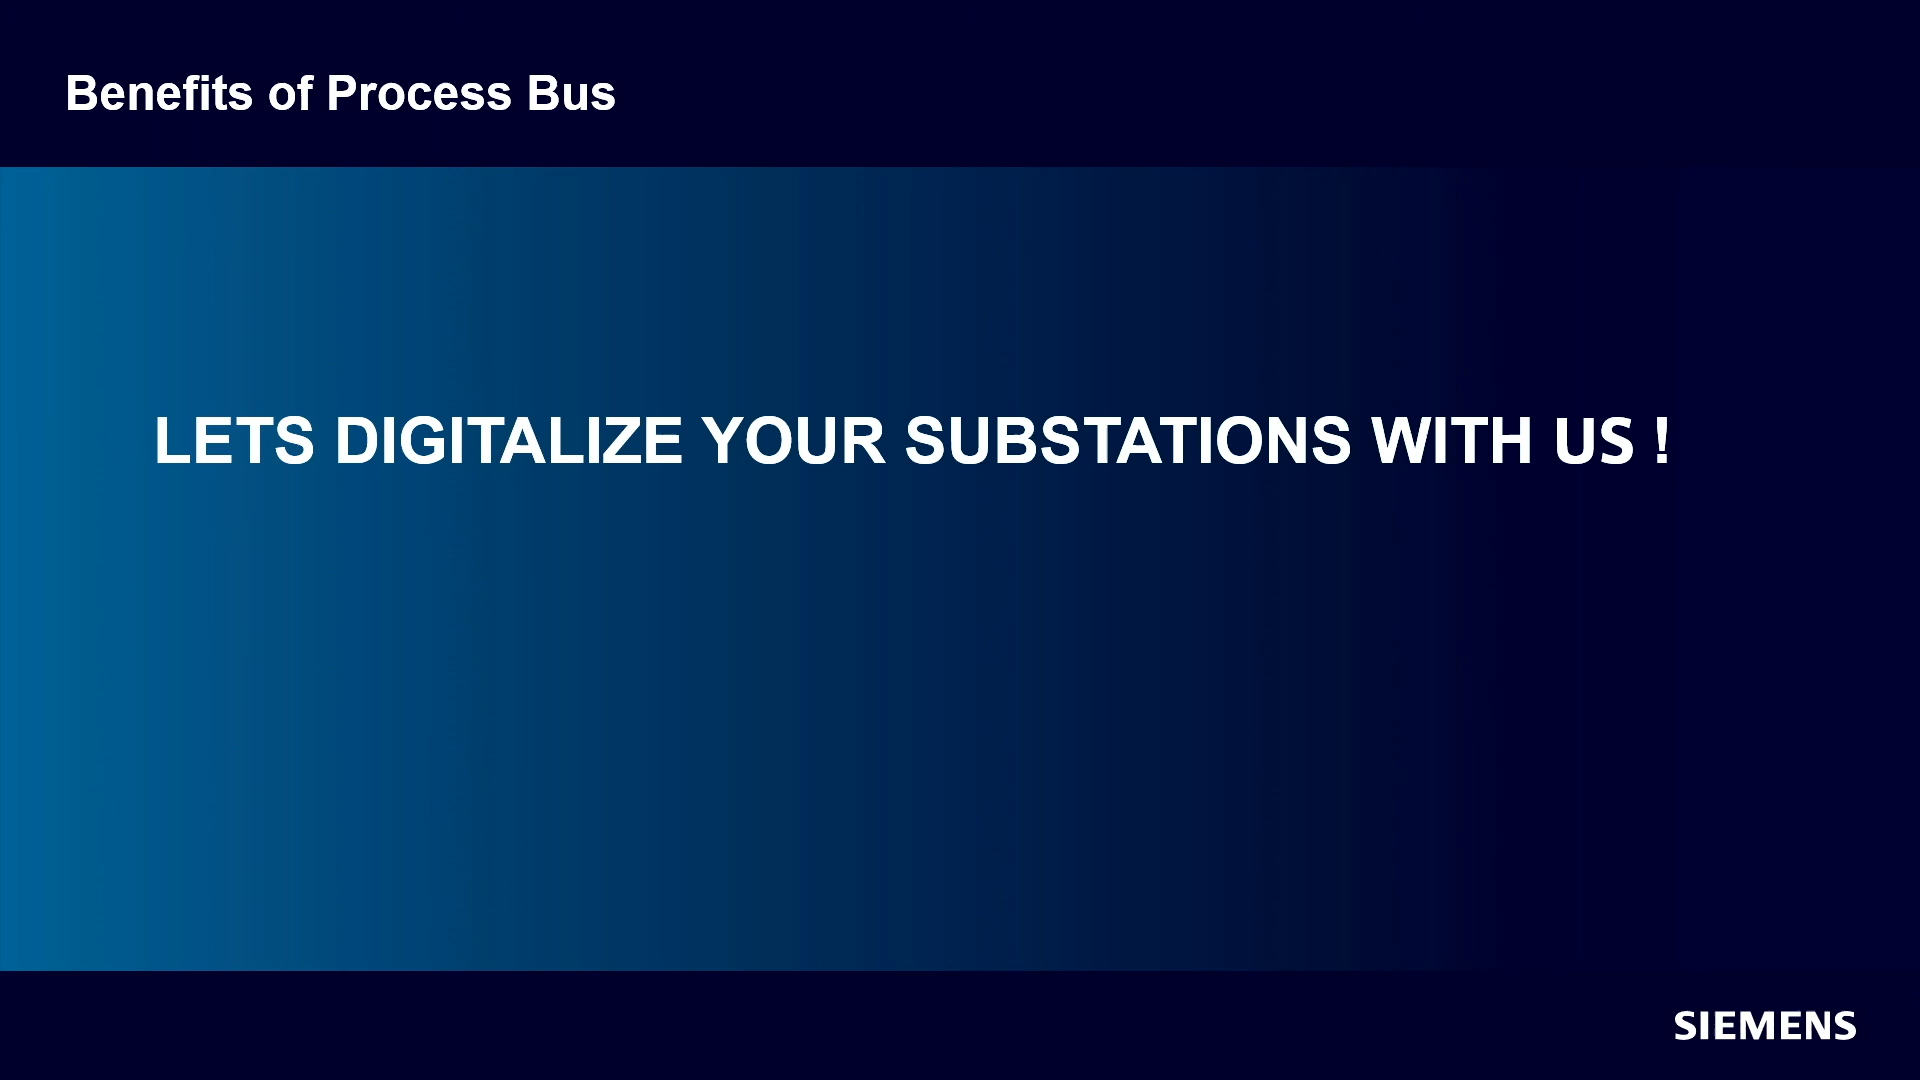 Benefits of Process Bus
LETS DIGITALIZE YOUR SUBSTATIONS WITH US !
SIEMENS